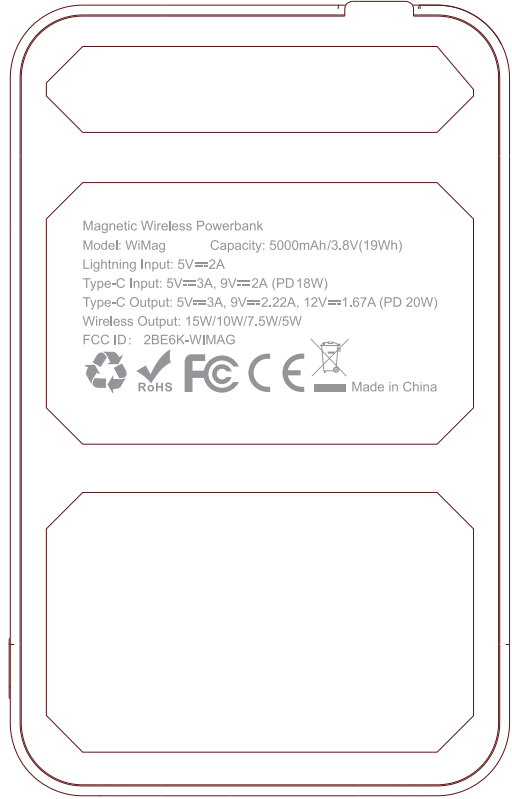 Magnetic Wireless Powerbank
Model: WiMag Capacity: 5000mAh/3.8V(19Wh)
Lightning Input: 5V⎓2A
Type-C Input: 5V⎓3A, 9V⎓2A (PD18W)
Type-C Output: 5V⎓3A, 9V⎓2.22A, 12V⎓1.67A (PD 20W)
Wireless Output: 15W/10W/7.5W/5W
FCC ID: 2BE6K-WIMAG
RoHS FC CE Made in China